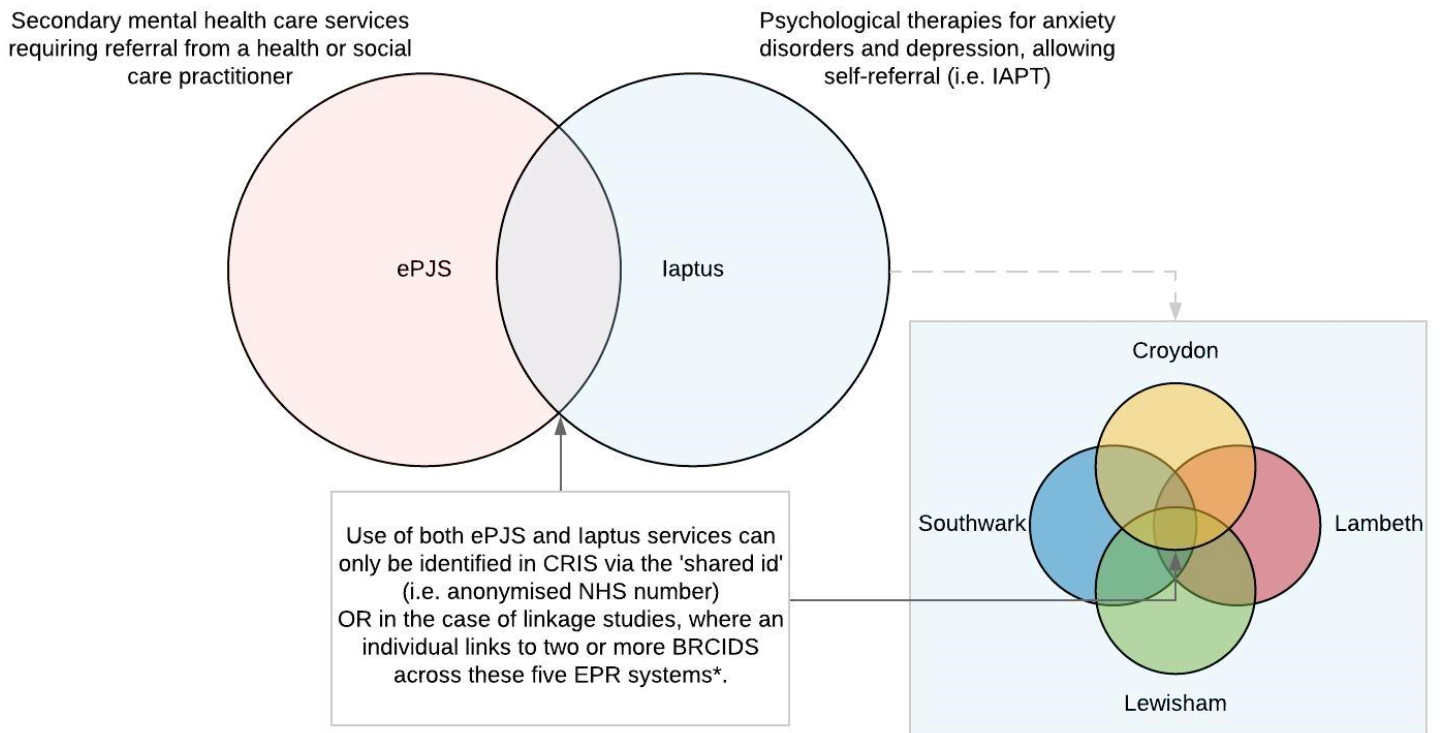 Secondary mental health care services
requiring referral from a health or social
care practitioner
Psychological therapies for anxiety
disorders and depression, allowing
self-referral (i.e. IAPT)
ePJS
Iaptus
Croydon
Southwark
Lambeth
Lewisham
Use of both ePJS and Iaptus services can
only be identified in CRIS via the 'shared id'
(i.e. anonymised NHS number)
OR in the case of linkage studies, where an
individual links to two or more BRCIDS
across these five EPR systems*.